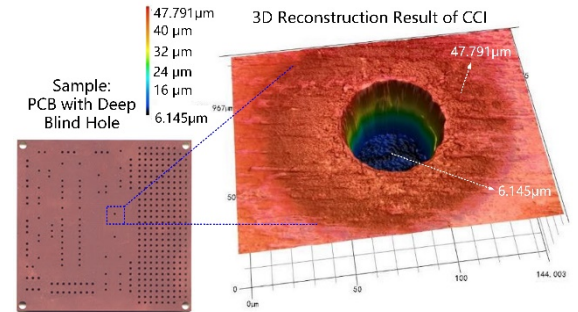 47.791μm
40 μm
32 μm
24 μm
16 μm
6.145μm
3D Reconstruction Result of CCI
Sample:
PCB with Deep
Blind Hole
47.791μm
6.145μm
967μm
50
0
0μm
50
100
144,003